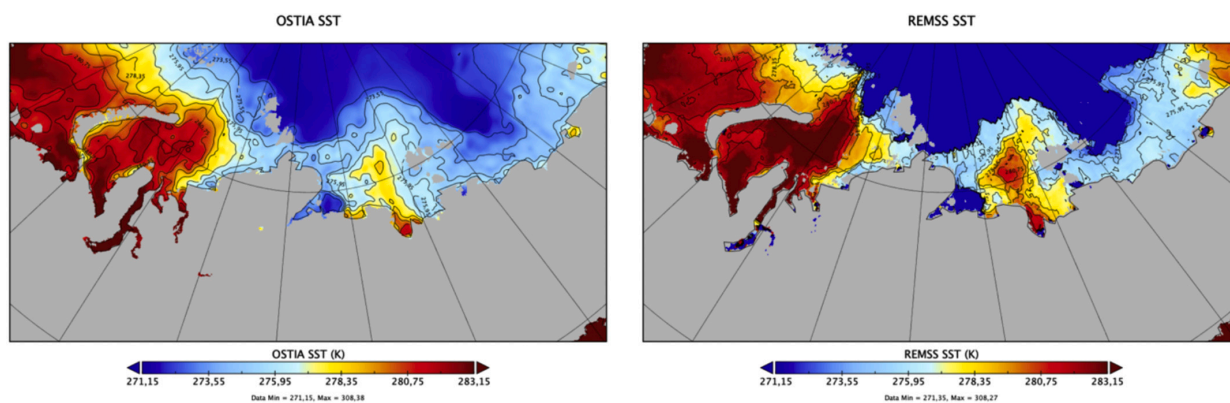 OSTIA SST
OSTIA SST (K)
271,15 273,55 275,95 278,35 280,75 283,15
Data Min = 271,15, Max = 308,38
REMSS SST
REMSS SST (K)
271,15 273,55 275,95 278,35 280,75 283,15
Data Min = 271,35, Max = 308,27